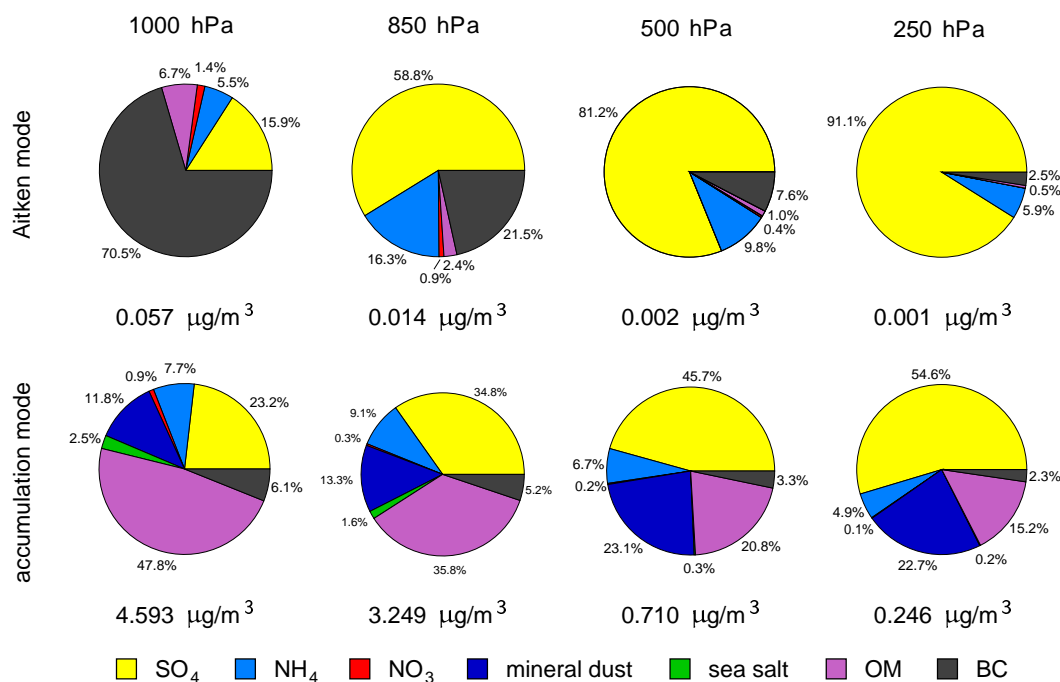 1000 hPa 850 hPa 500 hPa 250 hPa
Aitken mode
6.7% 1.4% 5.5% 15.9% 70.5%
58.8% 16.3% 0.9% 2.4% 21.5%
81.2% 7.6% 1.0% 0.4% 9.8%
91.1% 2.5% 0.5% 5.9%
0.057 μg/m³ 0.014 μg/m³ 0.002 μg/m³ 0.001 μg/m³
accumulation mode
0.9% 7.7% 11.8% 23.2% 2.5% 6.1% 47.8%
34.8% 9.1% 0.3% 13.3% 5.2% 1.6% 35.8%
45.7% 6.7% 0.2% 3.3% 23.1% 20.8% 0.3%
54.6% 4.9% 0.1% 2.3% 15.2% 22.7% 0.2%
4.593 μg/m³ 3.249 μg/m³ 0.710 μg/m³ 0.246 μg/m³
SO₄ NH₄ NO₃ mineral dust sea salt OM BC